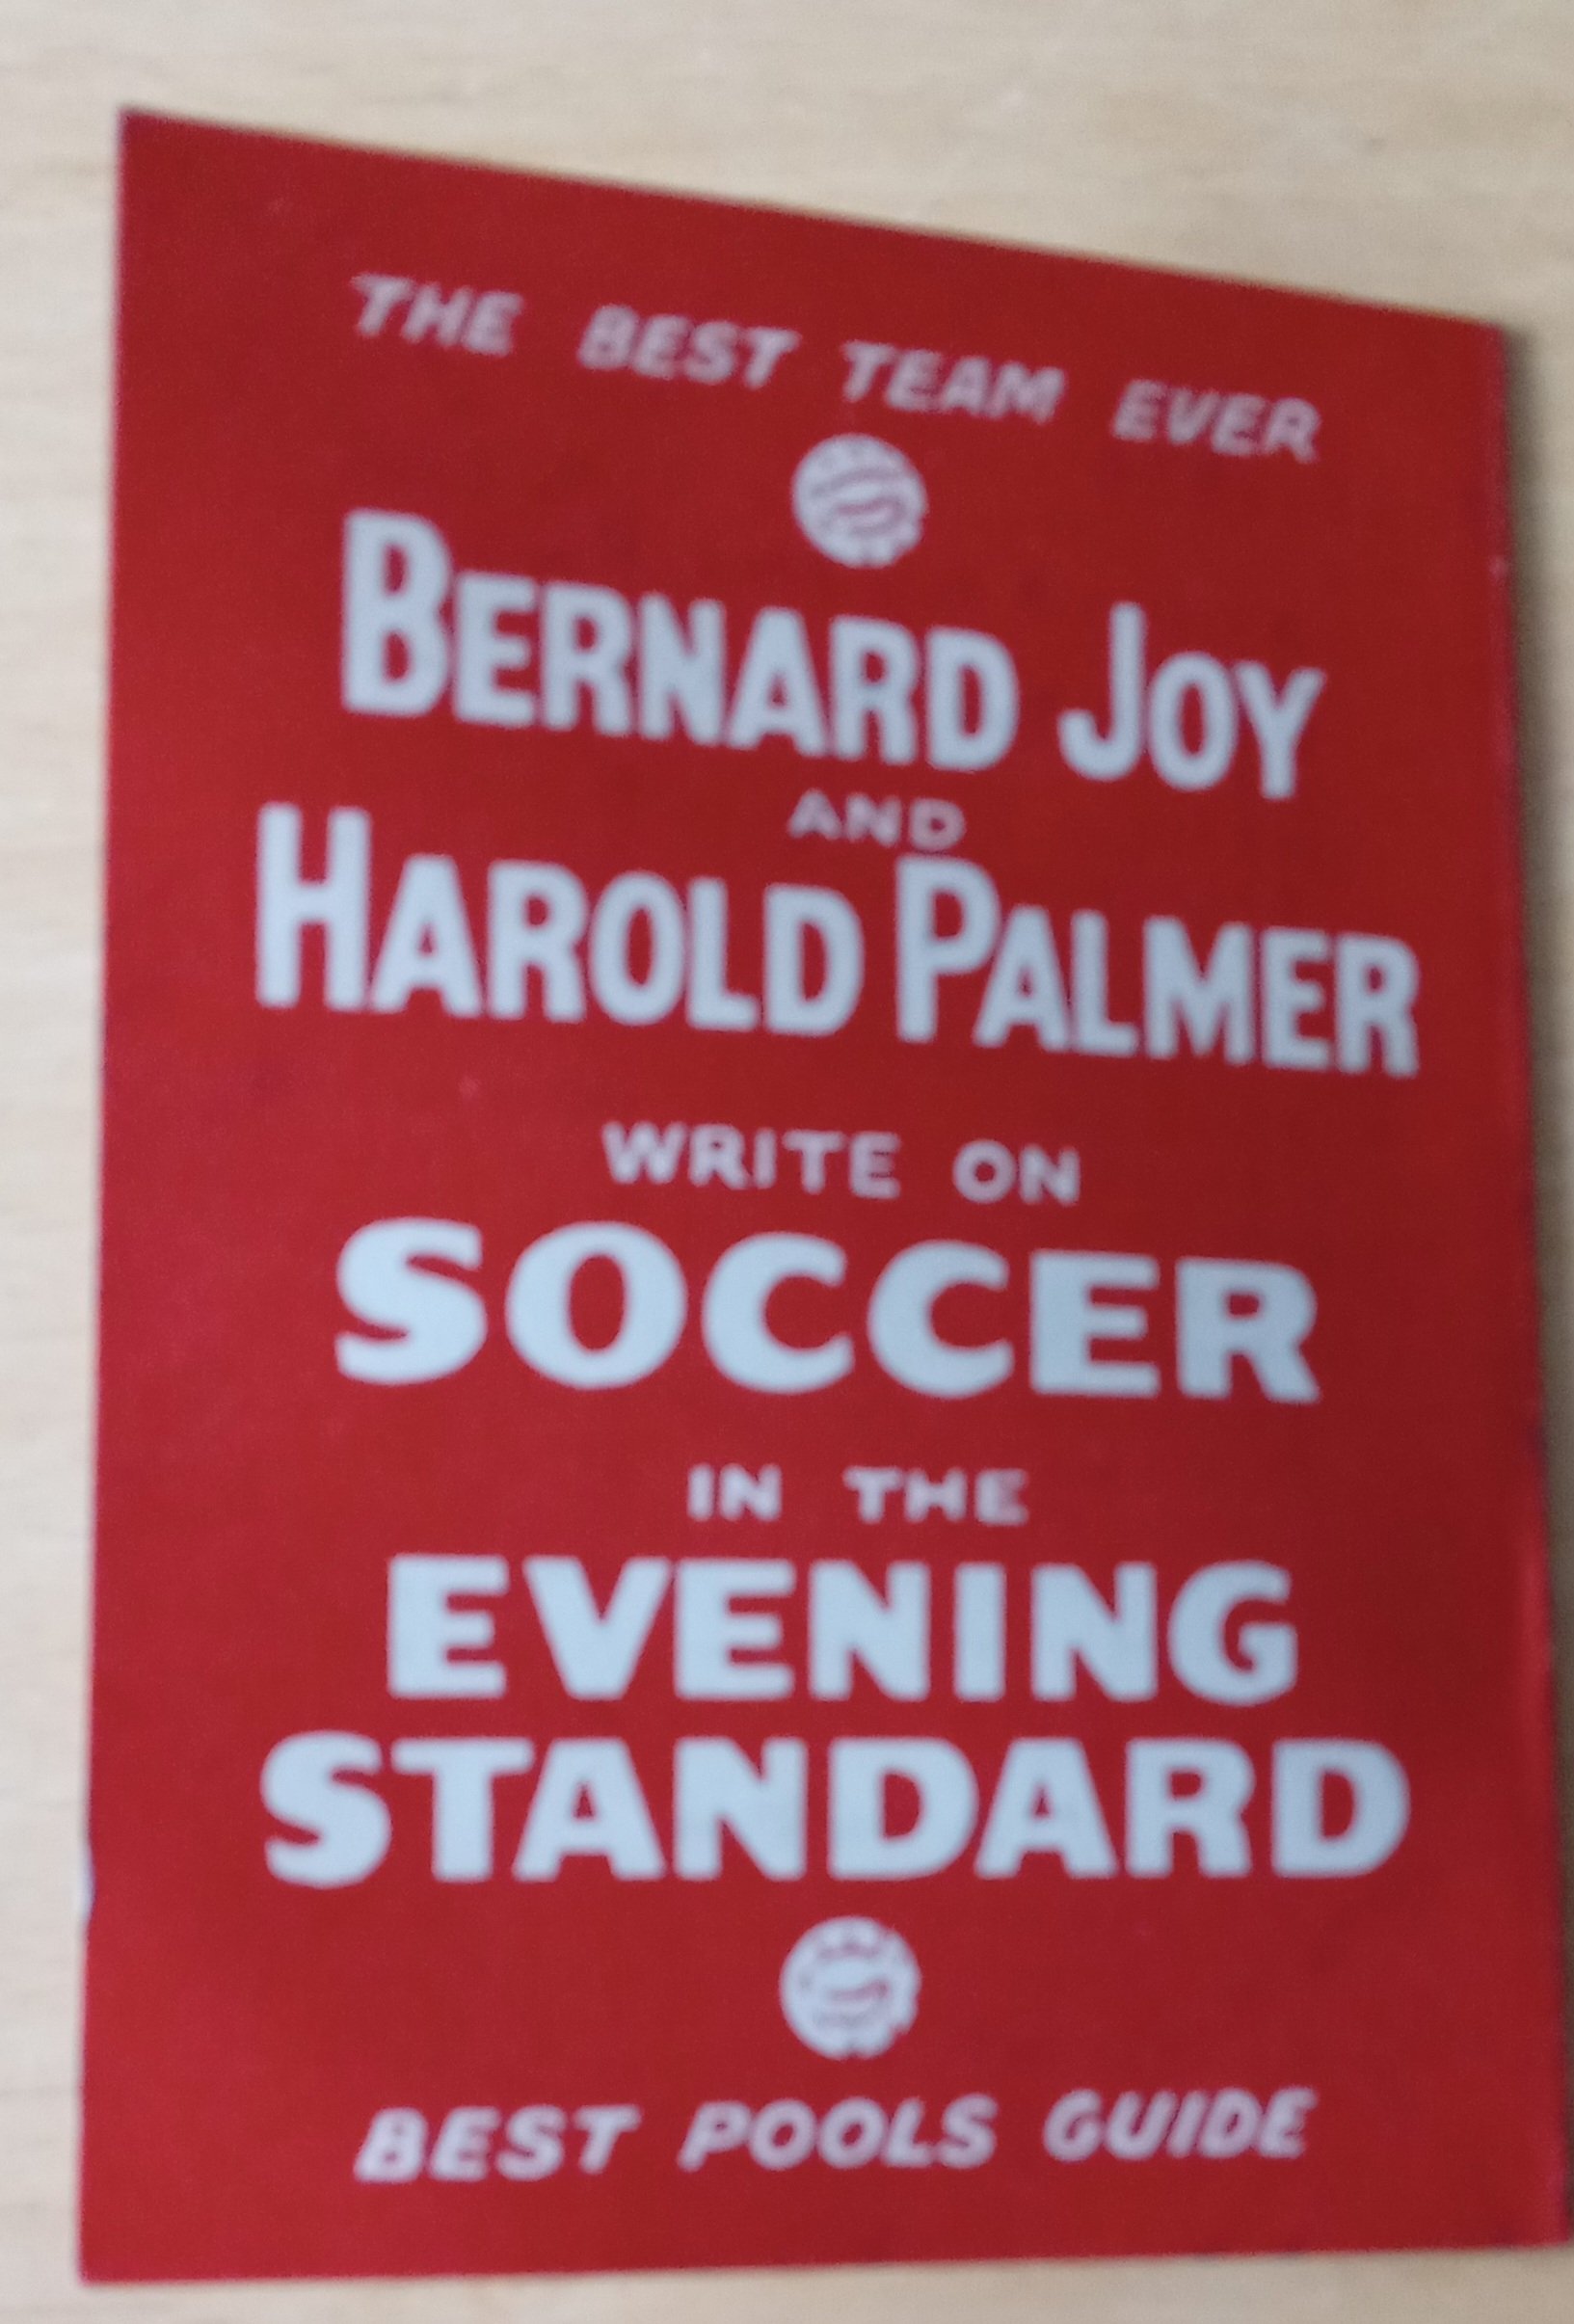 THE BEST TEAM EVER
BERNARD JOY
AND
HAROLD PALMER
WRITE ON
SOCCER
IN THE
EVENING
STANDARD
BEST POOLS GUIDE